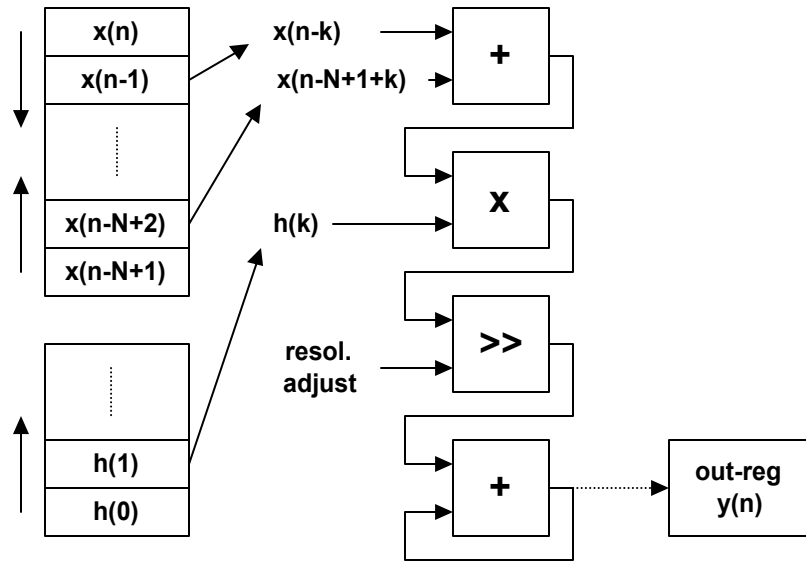 x(n)
x(n-1)
x(n-N+2)
x(n-N+1)
h(1)
h(0)
x(n-k)
x(n-N+1+k)
h(k)
resol.
adjust
+
x
>>
+
out-reg
y(n)